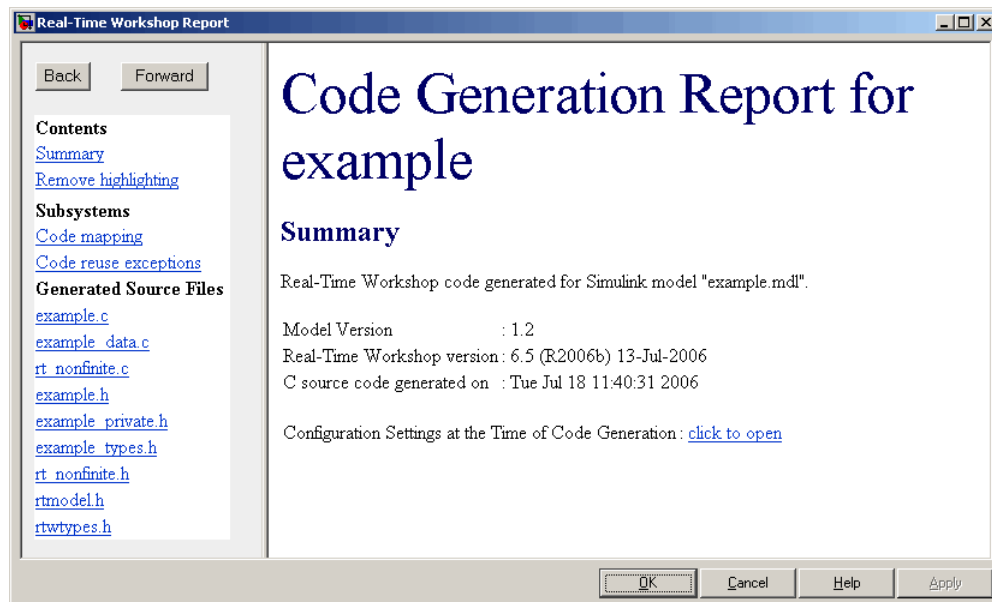 Real-Time Workshop Report
Back Forward
Contents
Summary
Remove highlighting
Subsystems
Code mapping
Code reuse exceptions
Generated Source Files
example.c
example_data.c
rt_nonfinite.c
example.h
example_private.h
example_types.h
rt_nonfinite.h
rtmodel.h
rtwtypes.h
Code Generation Report for
example
Summary
Real-Time Workshop code generated for Simulink model "example.mdl".
Model Version : 1.2
Real-Time Workshop version : 6.5 (R2006b) 13-Jul-2006
C source code generated on : Tue Jul 18 11:40:31 2006
Configuration Settings at the Time of Code Generation : click to open
OK Cancel Help Apply